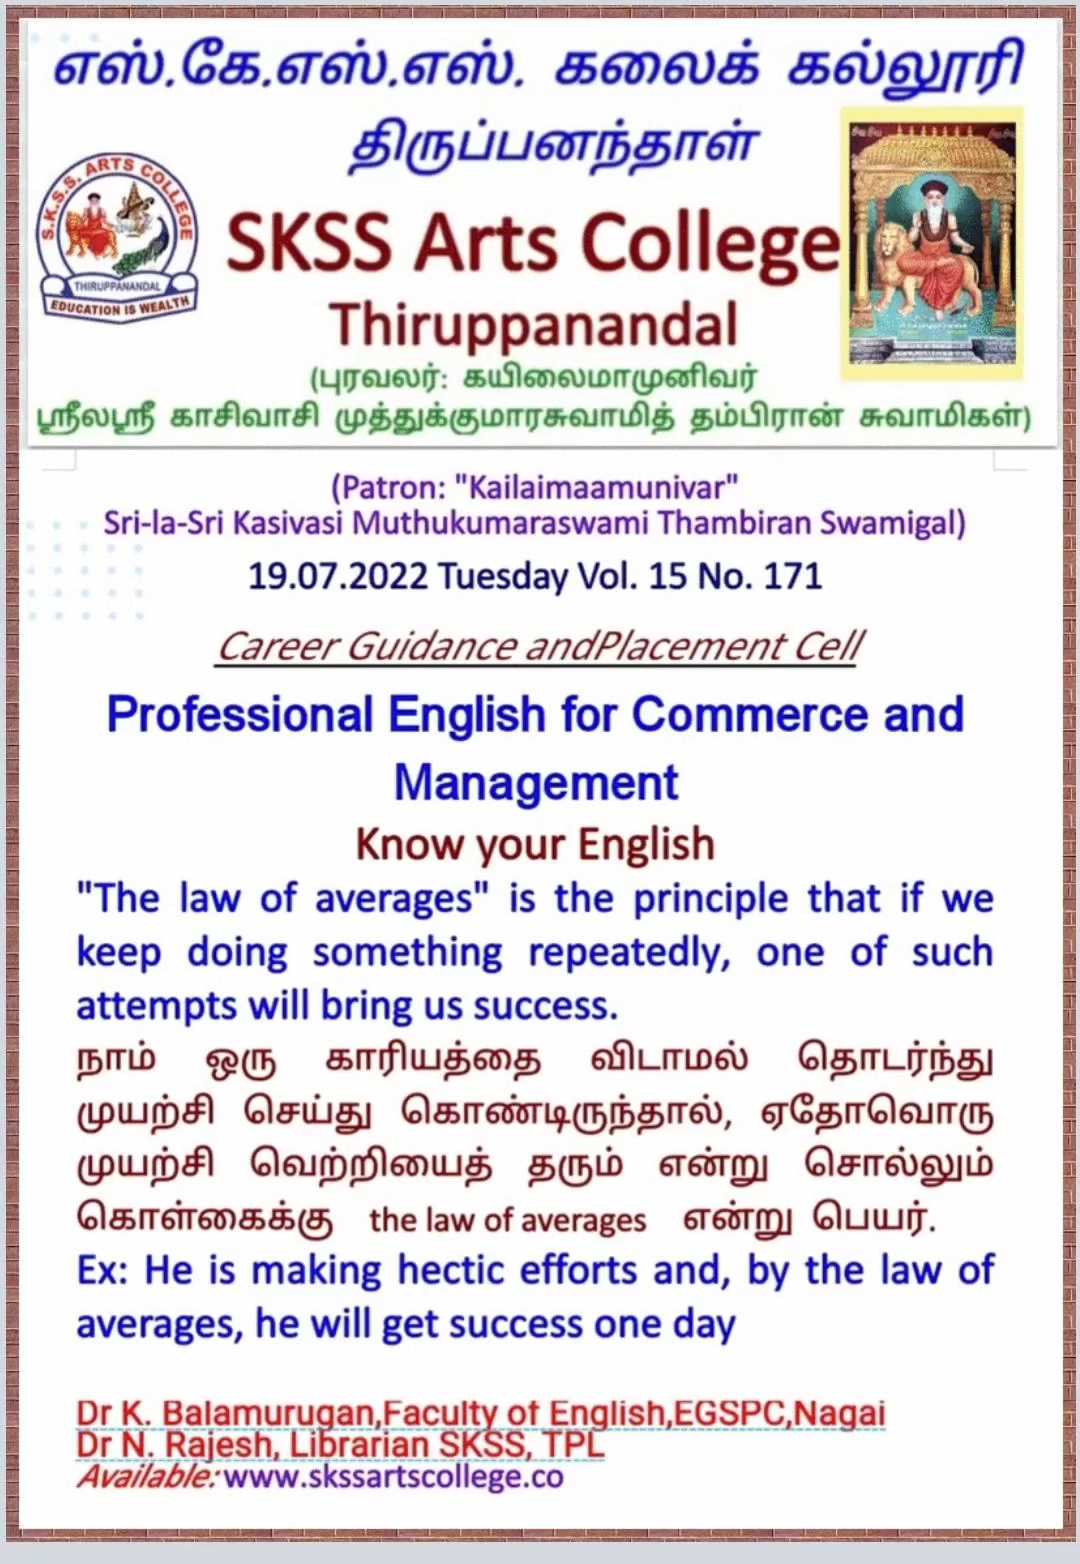 எஸ்.கே.எஸ்.எஸ். கலைக் கல்லூரி
திருப்பனந்தாள்
S.K.S.S. ARTS COLLEGE
THIRUPPANANDAL
EDUCATION IS WEALTH
SKSS Arts College
Thiruppanandal
(புரவலர்: கயிலைமாமுனிவர்
ஸ்ரீலஸ்ரீ காசிவாசி முத்துக்குமாரசுவாமித் தம்பிரான் சுவாமிகள்)
(Patron: "Kailaimaamunivar"
Sri-la-Sri Kasivasi Muthukumaraswami Thambiran Swamigal)
19.07.2022 Tuesday Vol. 15 No. 171
Career Guidance andPlacement Cell
Professional English for Commerce and
Management
Know your English
"The law of averages" is the principle that if we
keep doing something repeatedly, one of such
attempts will bring us success.
நாம் ஒரு காரியத்தை விடாமல் தொடர்ந்து
முயற்சி செய்து கொண்டிருந்தால், ஏதோவொரு
முயற்சி வெற்றியைத் தரும் என்று சொல்லும்
கொள்கைக்கு the law of averages என்று பெயர்.
Ex: He is making hectic efforts and, by the law of
averages, he will get success one day
Dr K. Balamurugan,Faculty of English,EGSPC,Nagai
Dr N. Rajesh, Librarian SKSS, TPL
Available:www.skssartscollege.co